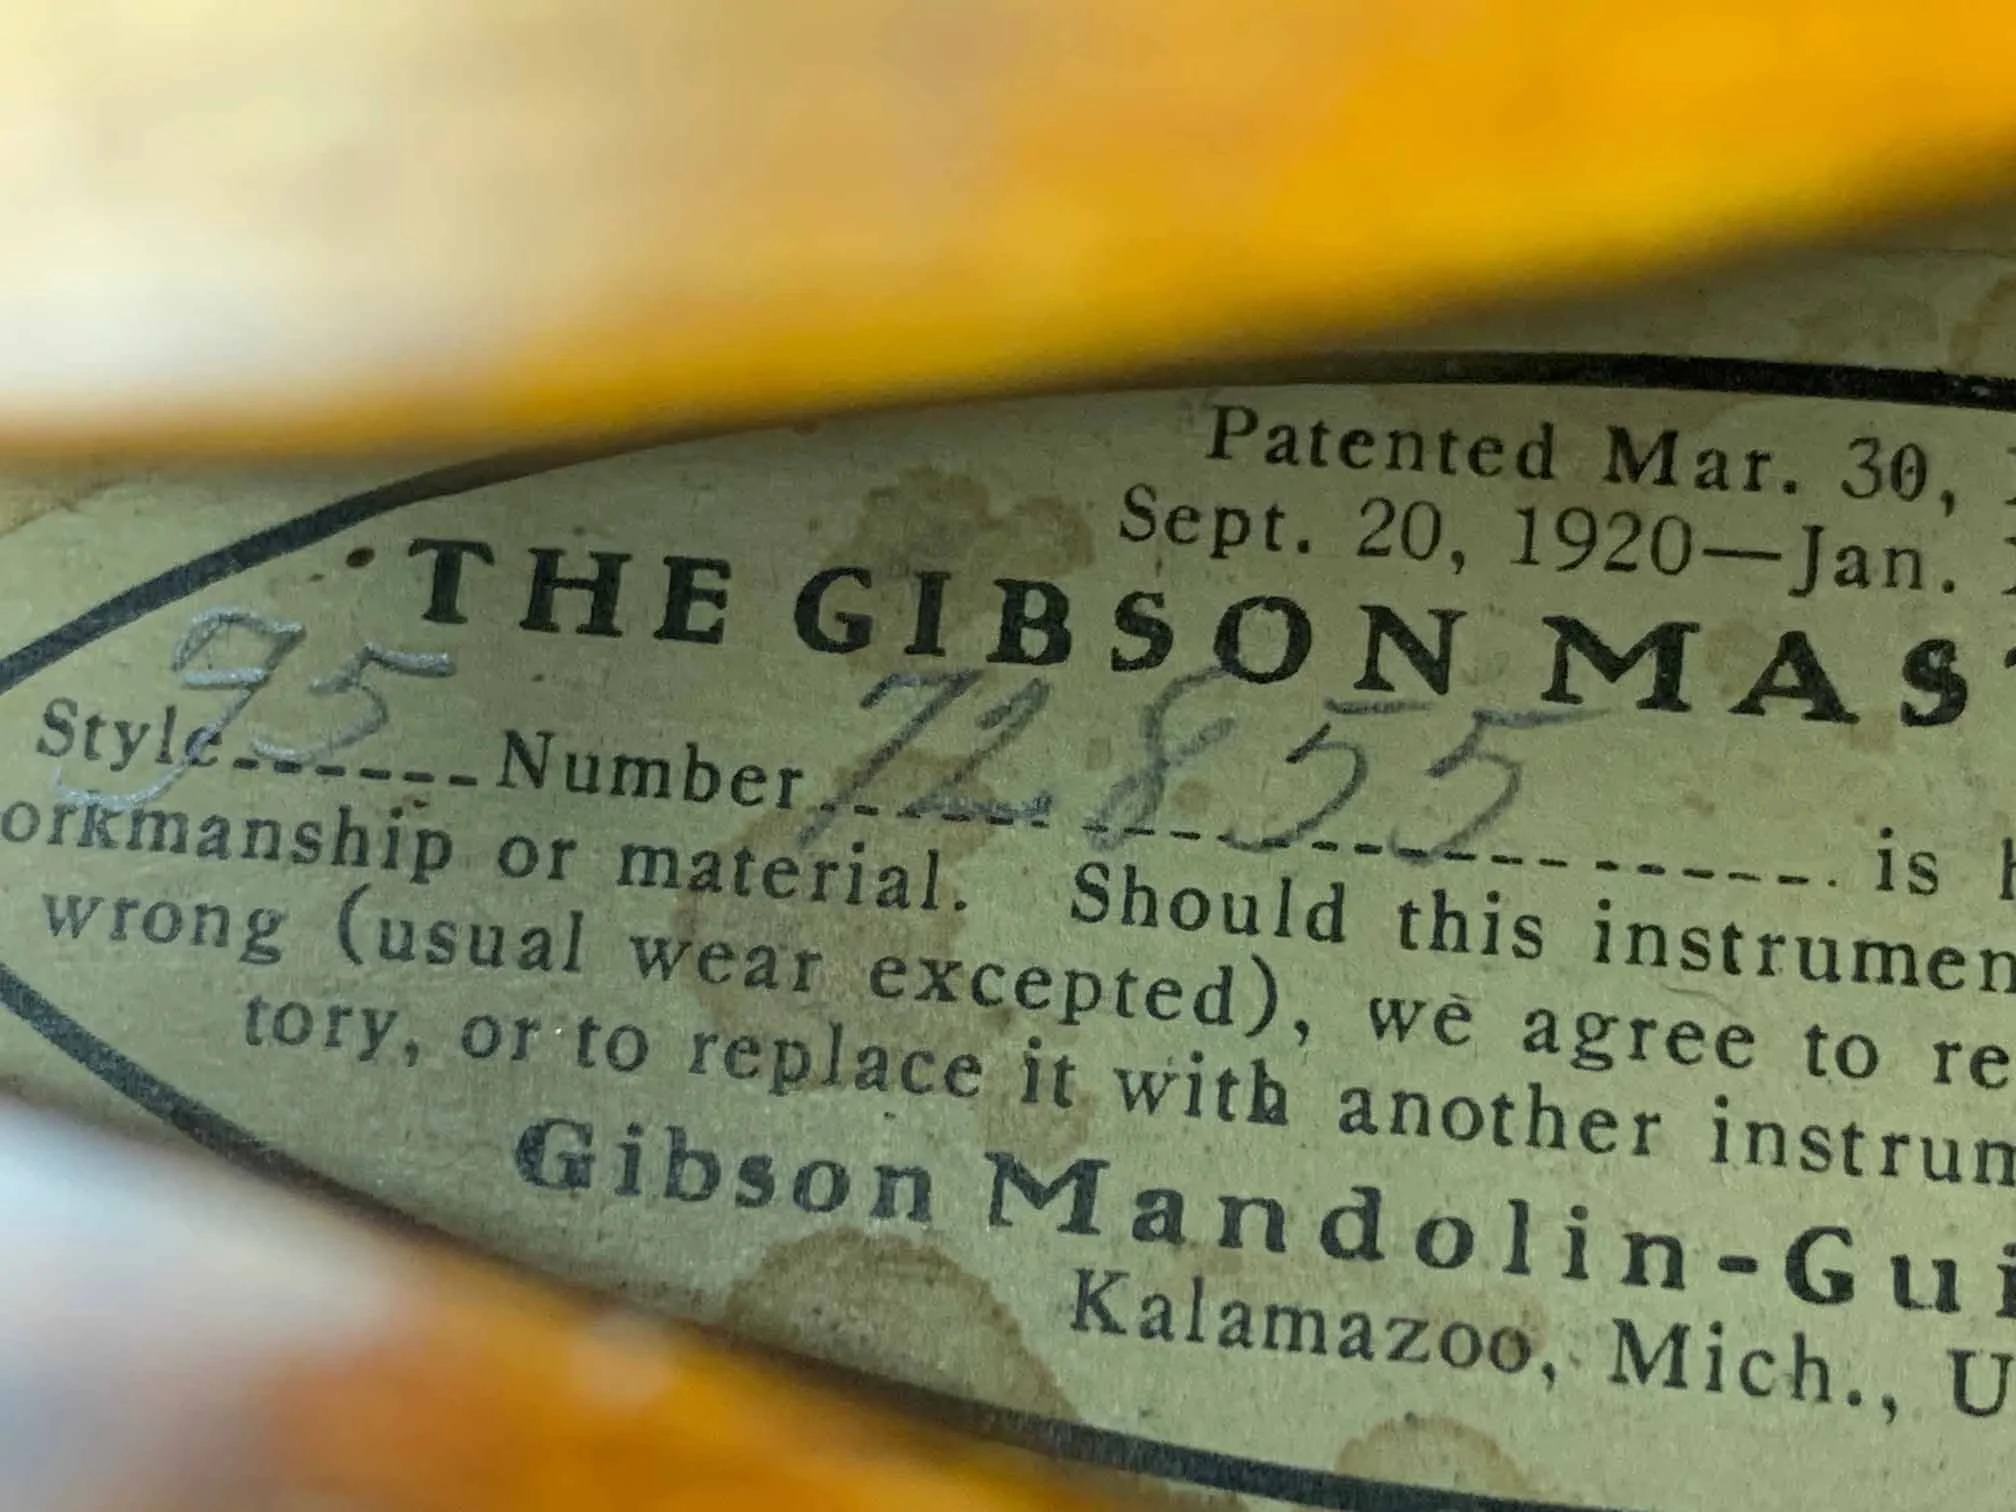 Patented Mar. 30,
Sept. 20, 1920—Jan.
THE GIBSON MAS
Style F5 Number 72855 is
orkmanship or material. Should this instrumen
wrong (usual wear excepted), we agree to re
tory, or to replace it with another instrum
Gibson Mandolin-Gui
Kalamazoo, Mich., U